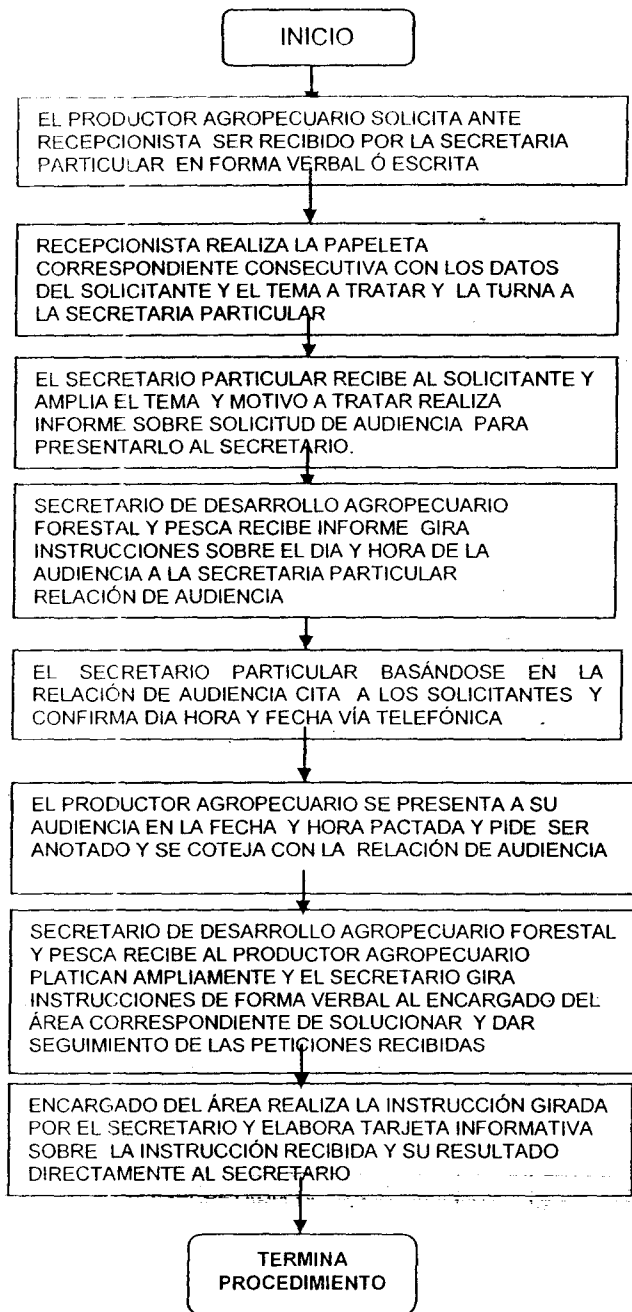 INICIO
EL PRODUCTOR AGROPECUARIO SOLICITA ANTE
RECEPCIONISTA SER RECIBIDO POR LA SECRETARIA
PARTICULAR EN FORMA VERBAL Ó ESCRITA
RECEPCIONISTA REALIZA LA PAPELETA
CORRESPONDIENTE CONSECUTIVA CON LOS DATOS
DEL SOLICITANTE Y EL TEMA A TRATAR Y LA TURNA A
LA SECRETARIA PARTICULAR
EL SECRETARIO PARTICULAR RECIBE AL SOLICITANTE Y
AMPLIA EL TEMA Y MOTIVO A TRATAR REALIZA
INFORME SOBRE SOLICITUD DE AUDIENCIA PARA
PRESENTARLO AL SECRETARIO.
SECRETARIO DE DESARROLLO AGROPECUARIO
FORESTAL Y PESCA RECIBE INFORME GIRA
INSTRUCCIONES SOBRE EL DIA Y HORA DE LA
AUDIENCIA A LA SECRETARIA PARTICULAR
RELACIÓN DE AUDIENCIA
EL SECRETARIO PARTICULAR BASÁNDOSE EN LA
RELACIÓN DE AUDIENCIA CITA A LOS SOLICITANTES Y
CONFIRMA DIA HORA Y FECHA VÍA TELEFÓNICA
EL PRODUCTOR AGROPECUARIO SE PRESENTA A SU
AUDIENCIA EN LA FECHA Y HORA PACTADA Y PIDE SER
ANOTADO Y SE COTEJA CON LA RELACIÓN DE AUDIENCIA
SECRETARIO DE DESARROLLO AGROPECUARIO FORESTAL
Y PESCA RECIBE AL PRODUCTOR AGROPECUARIO
PLATICAN AMPLIAMENTE Y EL SECRETARIO GIRA
INSTRUCCIONES DE FORMA VERBAL AL ENCARGADO DEL
ÁREA CORRESPONDIENTE DE SOLUCIONAR Y DAR
SEGUIMIENTO DE LAS PETICIONES RECIBIDAS
ENCARGADO DEL ÁREA REALIZA LA INSTRUCCIÓN GIRADA
POR EL SECRETARIO Y ELABORA TARJETA INFORMATIVA
SOBRE LA INSTRUCCIÓN RECIBIDA Y SU RESULTADO
DIRECTAMENTE AL SECRETARIO
TERMINA
PROCEDIMIENTO